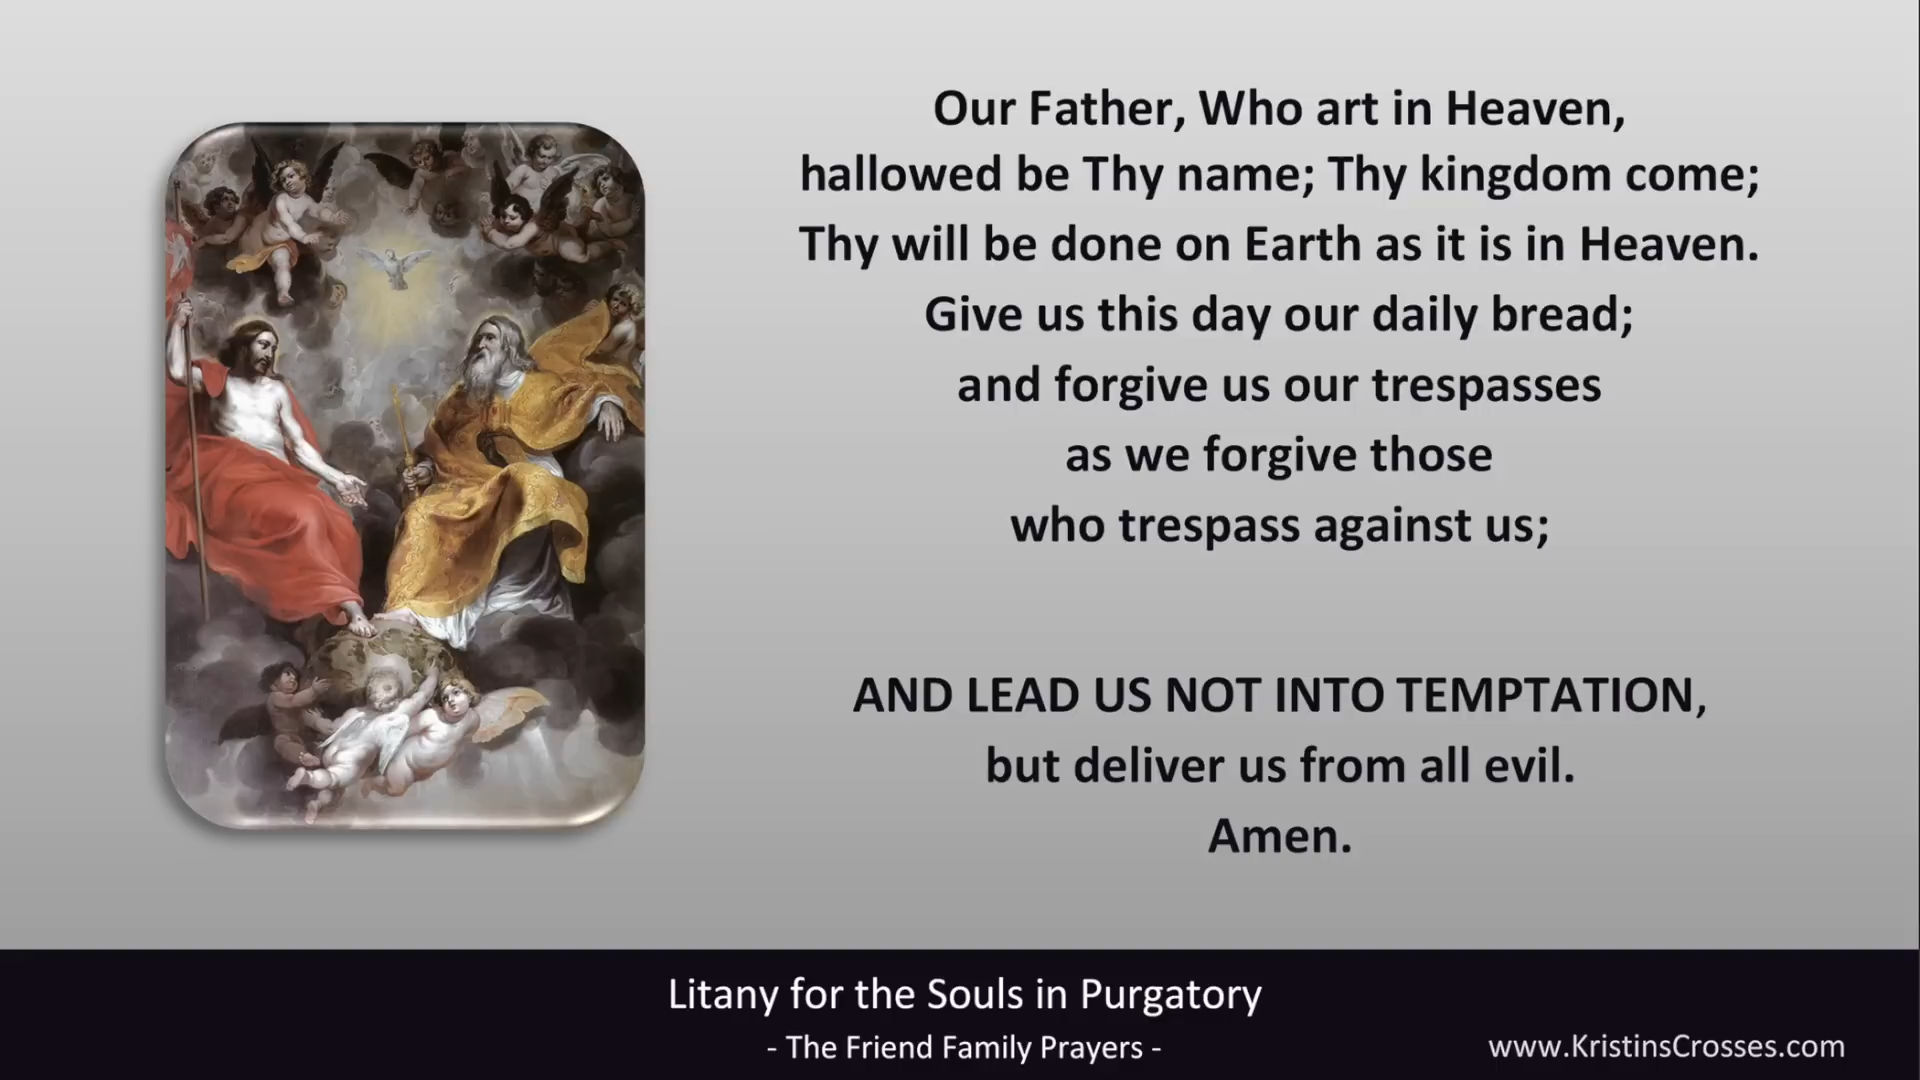 Our Father, Who art in Heaven,
hallowed be Thy name; Thy kingdom come;
Thy will be done on Earth as it is in Heaven.
Give us this day our daily bread;
and forgive us our trespasses
as we forgive those
who trespass against us;
AND LEAD US NOT INTO TEMPTATION,
but deliver us from all evil.
Amen.
Litany for the Souls in Purgatory
- The Friend Family Prayers -
www.KristinsCrosses.com